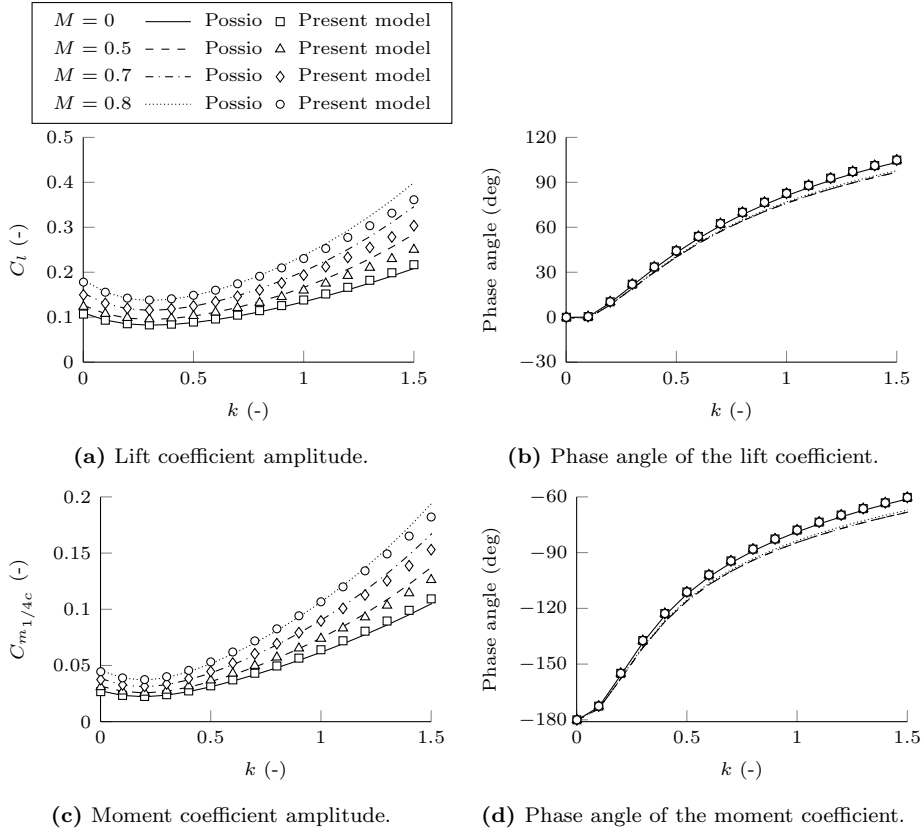 M = 0 Possio Present model
M = 0.5 Possio Present model
M = 0.7 Possio Present model
M = 0.8 Possio Present model
0.5
0.4
0.3
0.2
0.1
0
C_l (-)
0 0.5 1 1.5
k (-)
(a) Lift coefficient amplitude.
120
90
60
30
0
−30
Phase angle (deg)
0 0.5 1 1.5
k (-)
(b) Phase angle of the lift coefficient.
0.2
0.15
0.1
0.05
0
C_{m_{1/4c}} (-)
0 0.5 1 1.5
k (-)
(c) Moment coefficient amplitude.
−60
−90
−120
−150
−180
Phase angle (deg)
0 0.5 1 1.5
k (-)
(d) Phase angle of the moment coefficient.